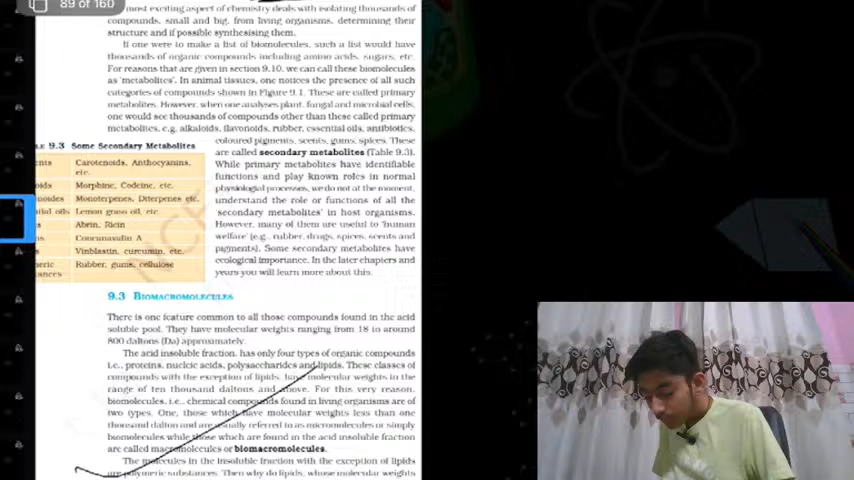 89 of 160
most exciting aspect of chemistry deals with isolating thousands of
compounds, small and big, from living organisms, determining their
structure and if possible synthesising them.
If one were to make a list of biomolecules, such a list would have
thousands of organic compounds including amino acids, sugars, etc.
For reasons that are given in section 9.10, we can call these biomolecules
as 'metabolites'. In animal tissues, one notices the presence of all such
categories of compounds shown in Figure 9.1. These are called primary
metabolites. However, when one analyses plant, fungal and microbial cells,
one would see thousands of compounds other than these called primary
metabolites, e.g. alkaloids, flavonoids, rubber, essential oils, antibiotics,
coloured pigments, scents, gums, spices. These
are called secondary metabolites (Table 9.3).
While primary metabolites have identifiable
functions and play known roles in normal
physiological processes, we do not at the moment,
understand the role or functions of all the
'secondary metabolites' in host organisms.
However, many of them are useful to 'human
welfare' (e.g., rubber, drugs, spices, scents and
pigments). Some secondary metabolites have
ecological importance. In the later chapters and
years you will learn more about this.
LE 9.3 Some Secondary Metabolites
ents Carotenoids, Anthocyanins,
etc.
oids Morphine, Codeine, etc.
noides Monoterpenes, Diterpenes etc.
ntial oils Lemon grass oil, etc.
s Abrin, Ricin
ns Concanavalin A
s Vinblastin, curcumin, etc.
meric Rubber, gums, cellulose
tances
9.3 BIOMACROMOLECULES
There is one feature common to all those compounds found in the acid
soluble pool. They have molecular weights ranging from 18 to around
800 daltons (Da) approximately.
The acid insoluble fraction, has only four types of organic compounds
i.e., proteins, nucleic acids, polysaccharides and lipids. These classes of
compounds with the exception of lipids, have molecular weights in the
range of ten thousand daltons and above. For this very reason,
biomolecules, i.e., chemical compounds found in living organisms are of
two types. One, those which have molecular weights less than one
thousand dalton and are usually referred to as micromolecules or simply
biomolecules while those which are found in the acid insoluble fraction
are called macromolecules or biomacromolecules.
The molecules in the insoluble fraction with the exception of lipids
are polymeric substances. Then why do lipids, whose molecular weights